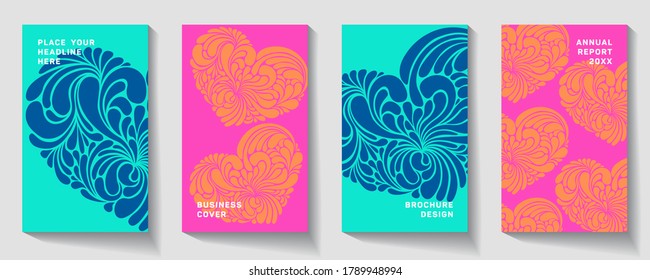 PLACE YOUR
HEADLINE
HERE
BUSINESS
COVER
BROCHURE
DESIGN
ANNUAL
REPORT
20XX
shutterstock.com · 1789948994